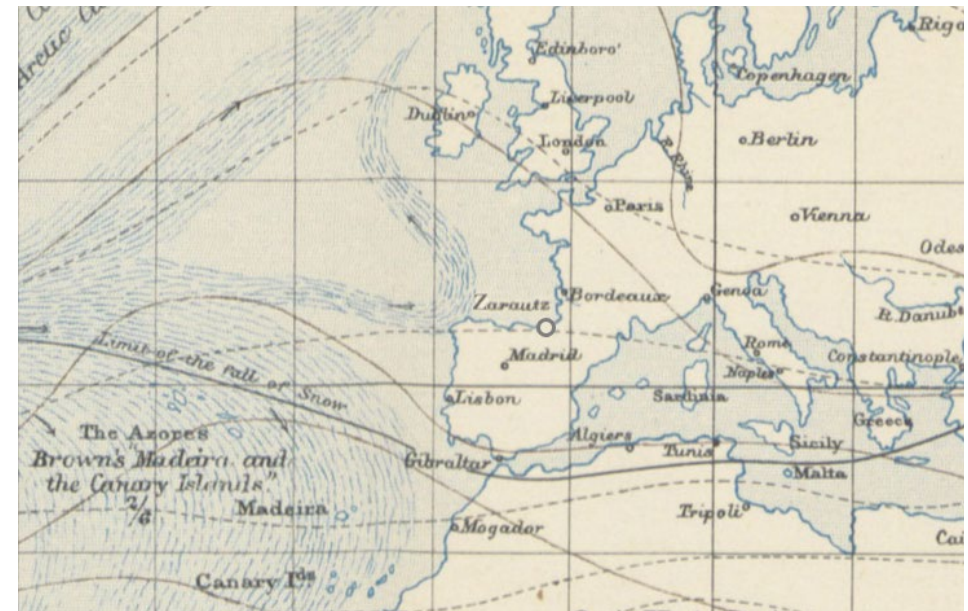 Arctic
Edinboro'
Riga
Copenhagen
Liverpool
Dublin
London
Berlin
R. Rhine
Paris
Vienna
Odes
Zarautz
Bordeaux
Genoa
R. Danub
Limit of the fall of Snow
Madrid
Rome
Constantinople
Naples
Lisbon
Sardinia
The Azores
Algiers
Greece
Brown's "Madeira and
the Canary Islands"
2/6
Gibraltar
Tunis
Sicily
Malta
Madeira
Mogador
Tripoli
Cai
Canary Ids